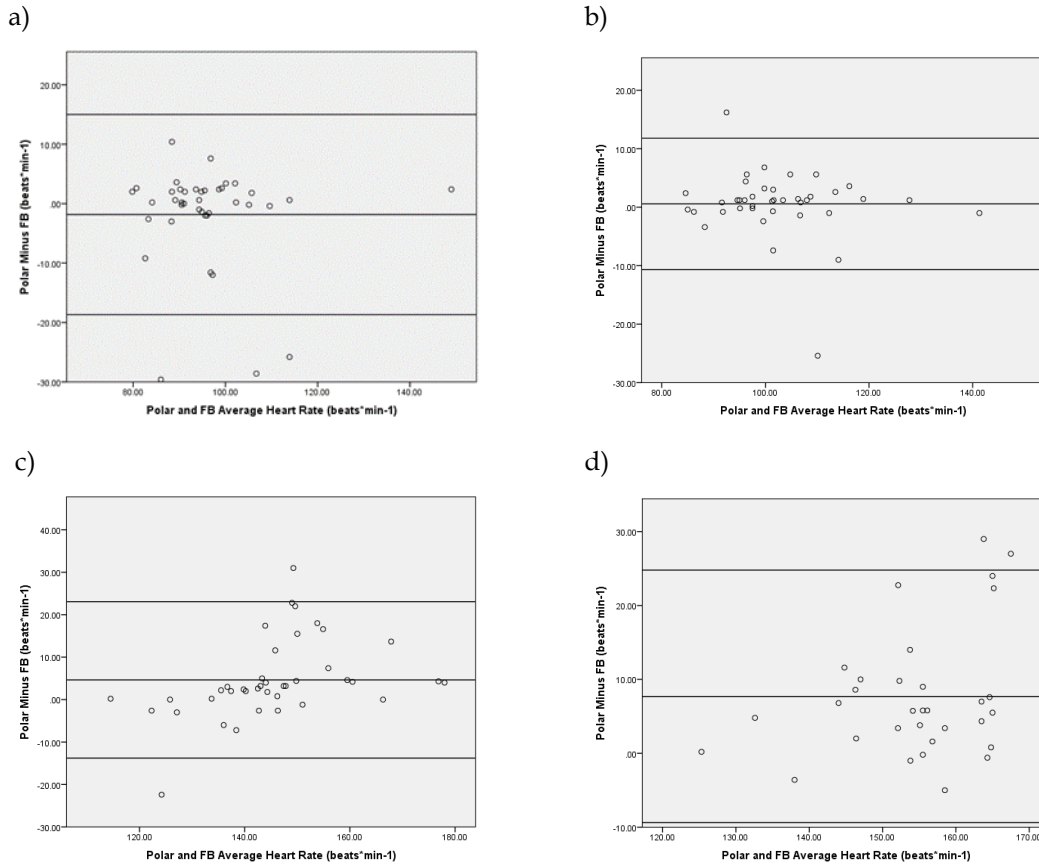 a)
20.00
10.00
.00
-10.00
-20.00
-30.00
80.00 100.00 120.00 140.00
Polar Minus FB (beats*min-1)
Polar and FB Average Heart Rate (beats*min-1)
b)
20.00
10.00
.00
-10.00
-20.00
-30.00
80.00 100.00 120.00 140.00
Polar Minus FB (beats*min-1)
Polar and FB Average Heart Rate (beats*min-1)
c)
40.00
30.00
20.00
10.00
.00
-10.00
-20.00
-30.00
120.00 140.00 160.00 180.00
Polar Minus FB (beats*min-1)
Polar and FB Average Heart Rate (beats*min-1)
d)
30.00
20.00
10.00
.00
-10.00
120.00 130.00 140.00 150.00 160.00 170.00
Polar Minus FB (beats*min-1)
Polar and FB Average Heart Rate (beats*min-1)